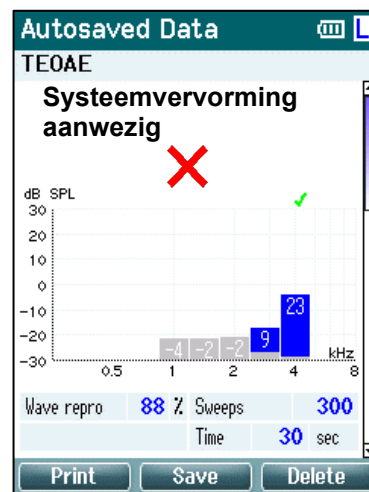 Autosaved Data L
TEOAE
Systeemvervorming
aanwezig
dB SPL
30
20
10
0
-10
-20
-30
-4 -2 -2 9 23
kHz
0.5 1 2 4 8
Wave repro 88 % Sweeps 300
Time 30 sec
Print Save Delete